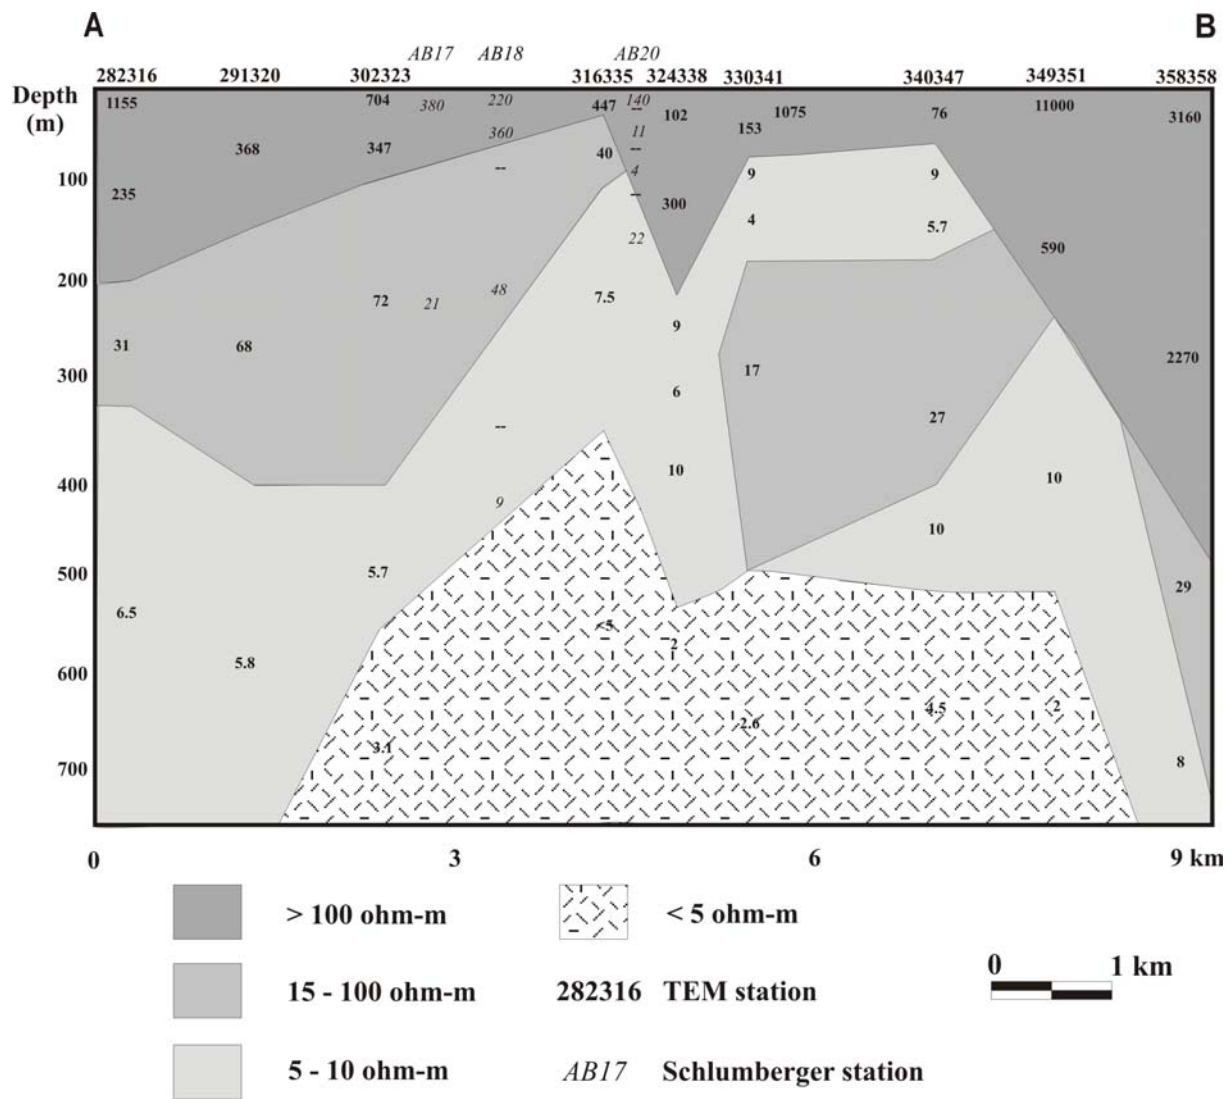 A B
AB17 AB18 AB20
282316 291320 302323 316335 324338 330341 340347 349351 358358
Depth
(m)
1155 704 380 220 447 140 102 1075 76 11000 3160
--
368 347 360 40 11 153
--
--
100 235 4 300 9 9
--
4 5.7
22 590
200 31 68 72 21 48 7.5 9
300 6 17 2270
-- 27
400 9 10 10
10
500 5.7 29
6.5 <5 2
600 5.8 4.5 2
2.6
700 3.1 8
0 3 6 9 km
> 100 ohm-m < 5 ohm-m
0 1 km
15 - 100 ohm-m 282316 TEM station
5 - 10 ohm-m AB17 Schlumberger station